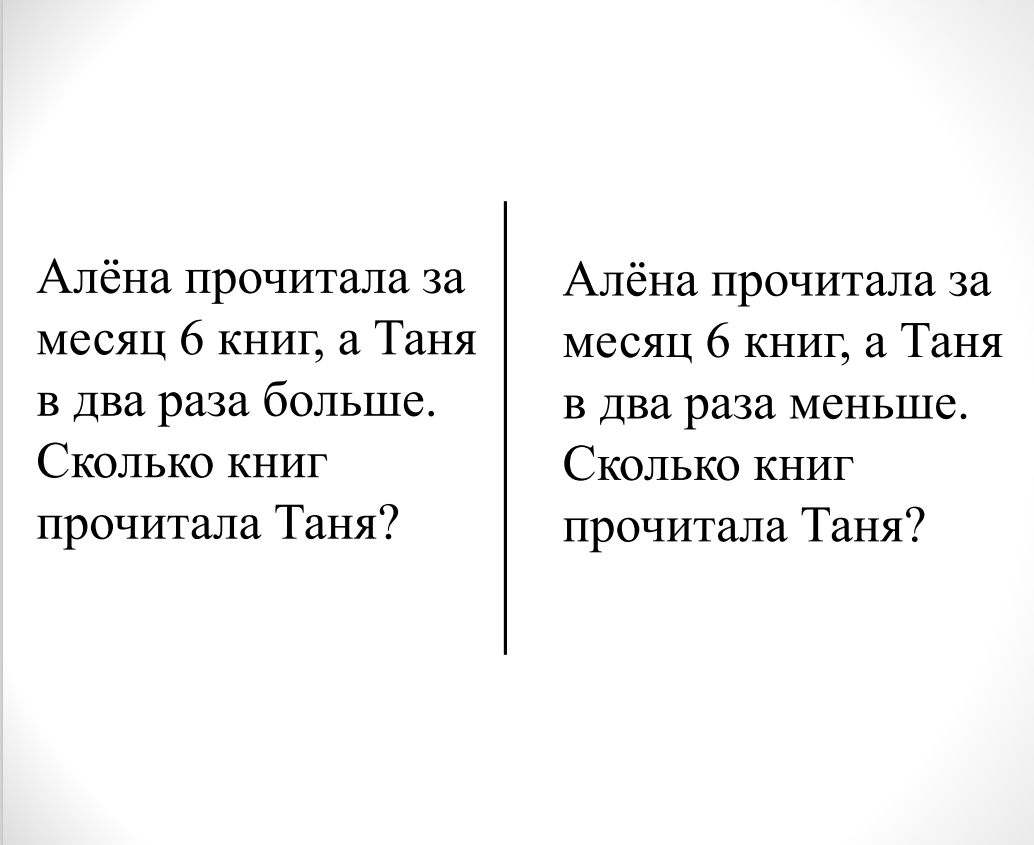 Алёна прочитала за
месяц 6 книг, а Таня
в два раза больше.
Сколько книг
прочитала Таня?
Алёна прочитала за
месяц 6 книг, а Таня
в два раза меньше.
Сколько книг
прочитала Таня?